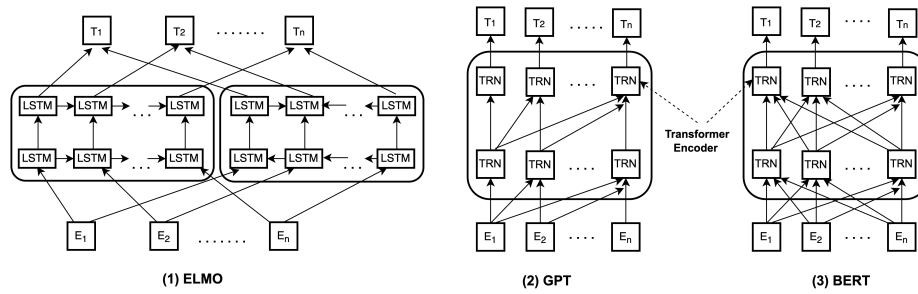 T1 T2 ........ Tn
LSTM LSTM ... LSTM LSTM LSTM ... LSTM
LSTM LSTM ... LSTM LSTM LSTM ... LSTM
E1 E2 ........ En
(1) ELMO
T1 T2 .... Tn
TRN TRN .... TRN
TRN TRN .... TRN
E1 E2 .... En
(2) GPT
Transformer
Encoder
T1 T2 .... Tn
TRN TRN .... TRN
TRN TRN .... TRN
E1 E2 .... En
(3) BERT